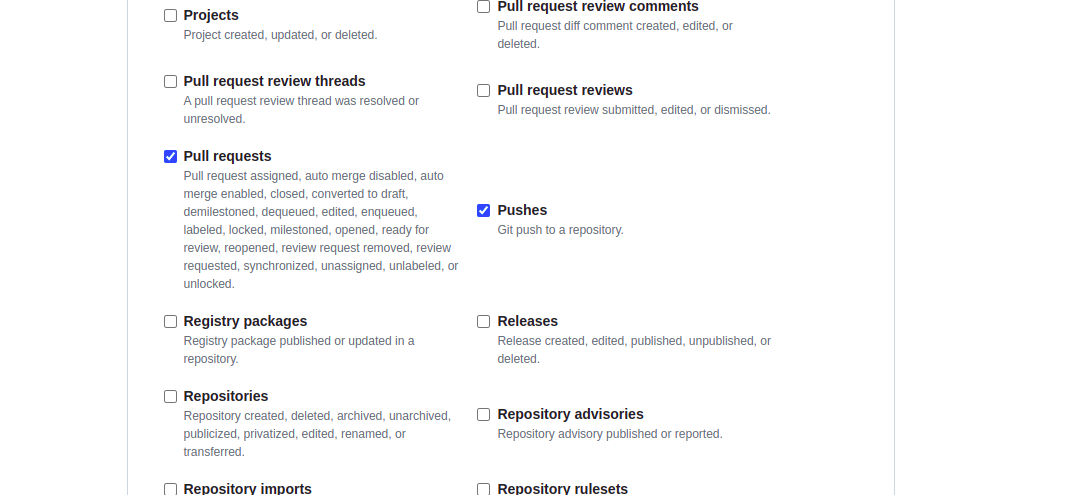 Projects
Project created, updated, or deleted.
Pull request review comments
Pull request diff comment created, edited, or
deleted.
Pull request review threads
A pull request review thread was resolved or
unresolved.
Pull request reviews
Pull request review submitted, edited, or dismissed.
Pull requests
Pull request assigned, auto merge disabled, auto
merge enabled, closed, converted to draft,
demilestoned, dequeued, edited, enqueued,
labeled, locked, milestoned, opened, ready for
review, reopened, review request removed, review
requested, synchronized, unassigned, unlabeled, or
unlocked.
Pushes
Git push to a repository.
Registry packages
Registry package published or updated in a
repository.
Releases
Release created, edited, published, unpublished, or
deleted.
Repositories
Repository created, deleted, archived, unarchived,
publicized, privatized, edited, renamed, or
transferred.
Repository advisories
Repository advisory published or reported.
Repository imports
Repository rulesets